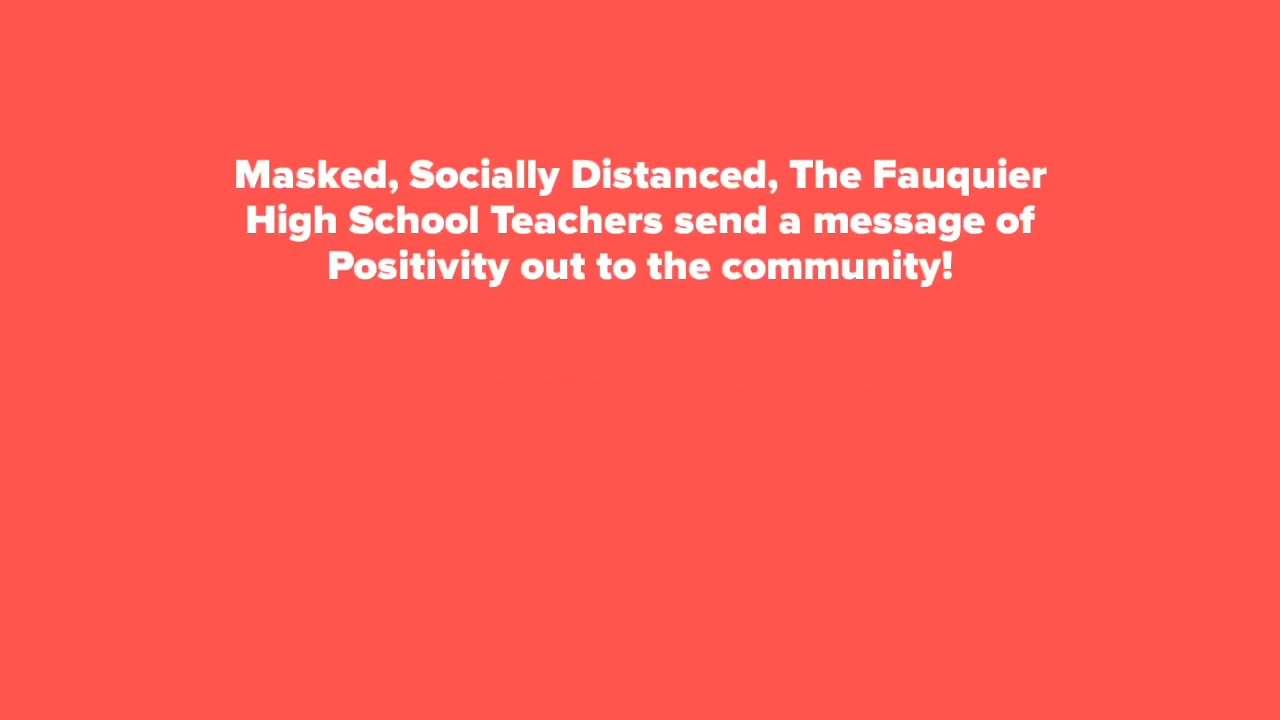 Masked, Socially Distanced, The Fauquier
High School Teachers send a message of
Positivity out to the community!